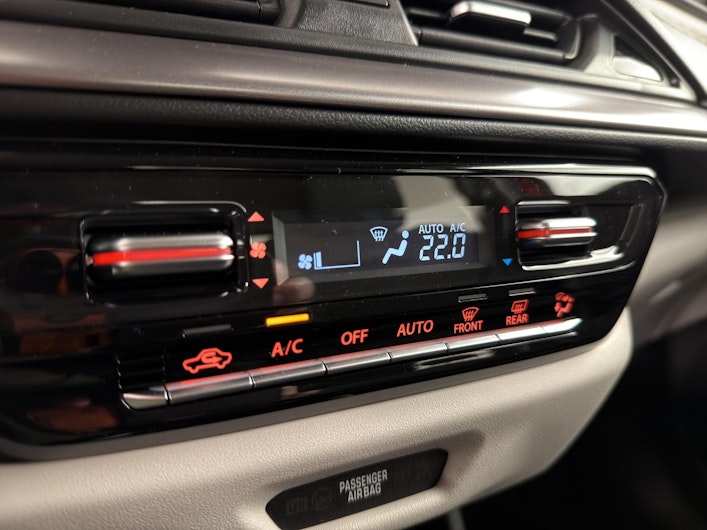 AUTO A/C
22.0
A/C OFF AUTO FRONT REAR
PASSENGER
AIRBAG